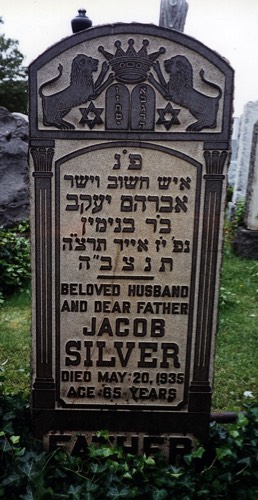 פ״נ
איש חשוב וישר
אברהם יעקב
ב״ר בנימין
נפ׳ י״ז אייר תרצ״ה
ת נ צ ב״ה
BELOVED HUSBAND
AND DEAR FATHER
JACOB
SILVER
DIED MAY 20, 1935
AGE 65 YEARS
FATHER